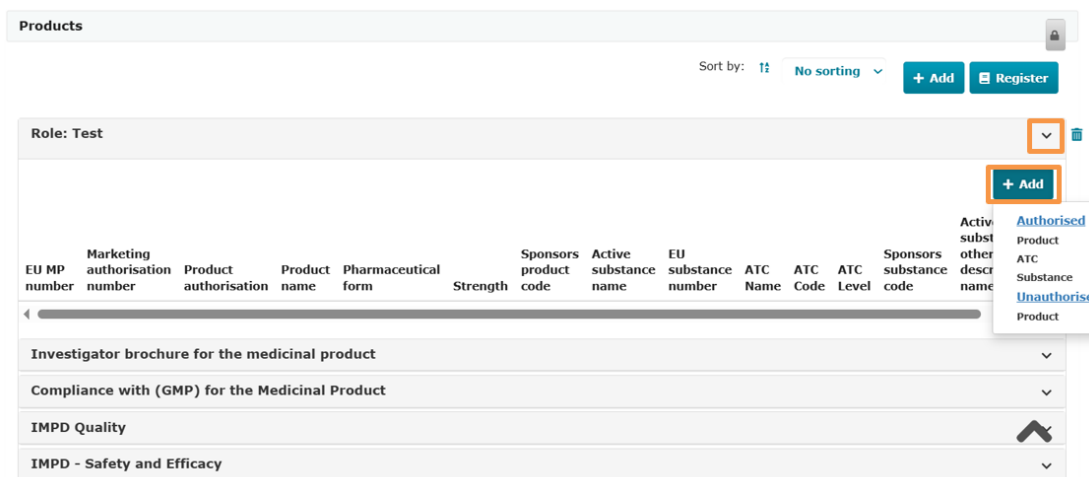 Products
Sort by: No sorting
+ Add
Register
Role: Test
+ Add
Authorised
Product
ATC
Substance
Product
EU MP number
Marketing authorisation number
Product authorisation
Product name
Pharmaceutical form
Strength
Sponsors product code
Active substance name
EU substance number
ATC Name
ATC Code
ATC Level
Sponsors substance code
name
Investigator brochure for the medicinal product
Compliance with (GMP) for the Medicinal Product
IMPD Quality
IMPD - Safety and Efficacy